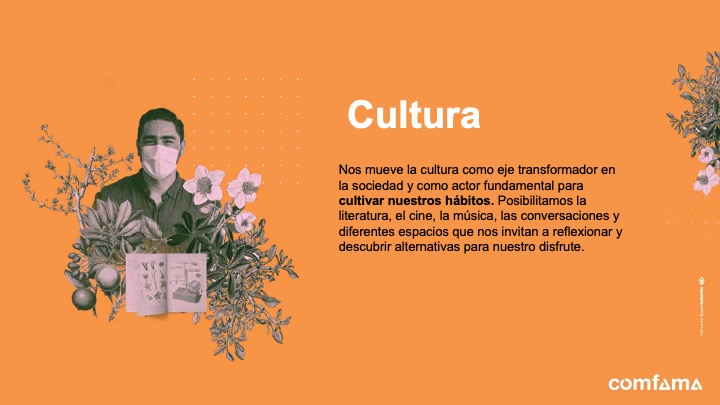 Cultura
Nos mueve la cultura como eje transformador en
la sociedad y como actor fundamental para
cultivar nuestros hábitos. Posibilitamos la
literatura, el cine, la música, las conversaciones y
diferentes espacios que nos invitan a reflexionar y
descubrir alternativas para nuestro disfrute.
comfama